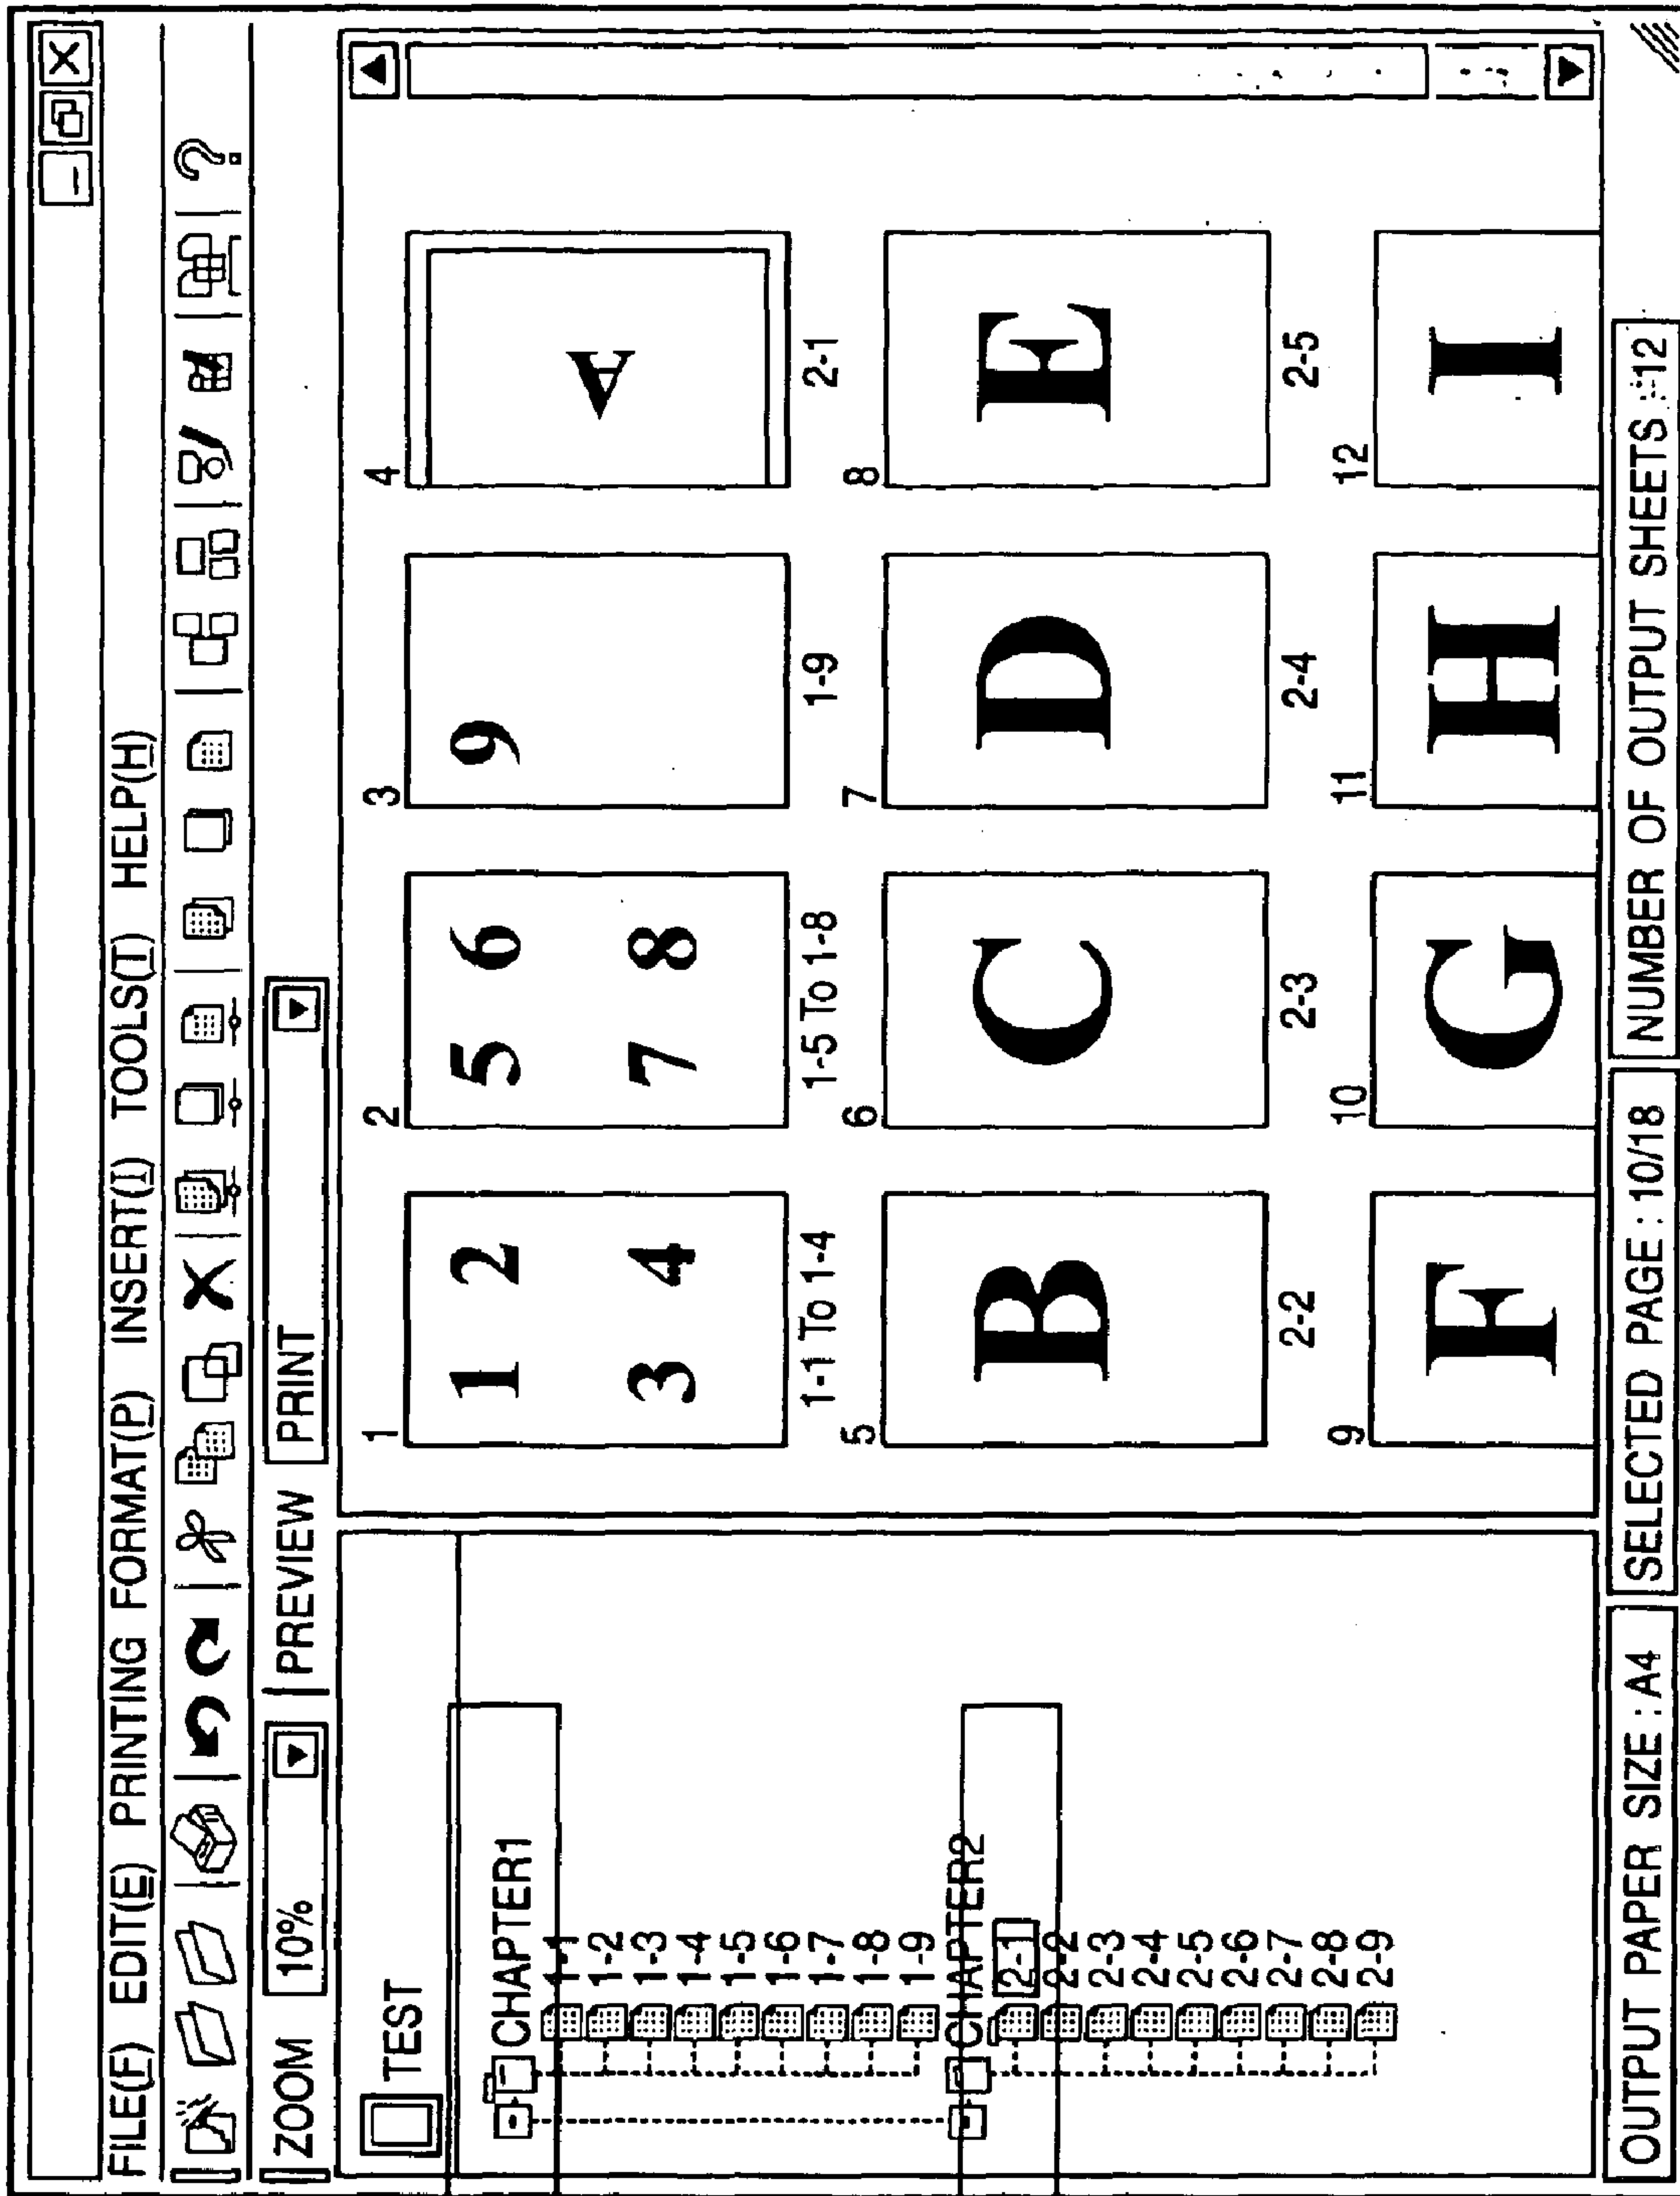 FILE(F) EDIT(E) PRINTING FORMAT(P) INSERT(I) TOOLS(T) HELP(H)
?
ZOOM 10% PREVIEW PRINT
TEST
CHAPTER1
1-1
1-2
1-3
1-4
1-5
1-6
1-7
1-8
1-9
CHAPTER2
2-1
2-2
2-3
2-4
2-5
2-6
2-7
2-8
2-9
1 2 3 4
1 2 5 6 9 A
3 4 7 8
1-1 To 1-4 1-5 To 1-8 1-9 2-1
5 6 7 8
B C D E
2-2 2-3 2-4 2-5
9 10 11 12
F G H I
OUTPUT PAPER SIZE : A4 SELECTED PAGE : 10/18 NUMBER OF OUTPUT SHEETS : 12